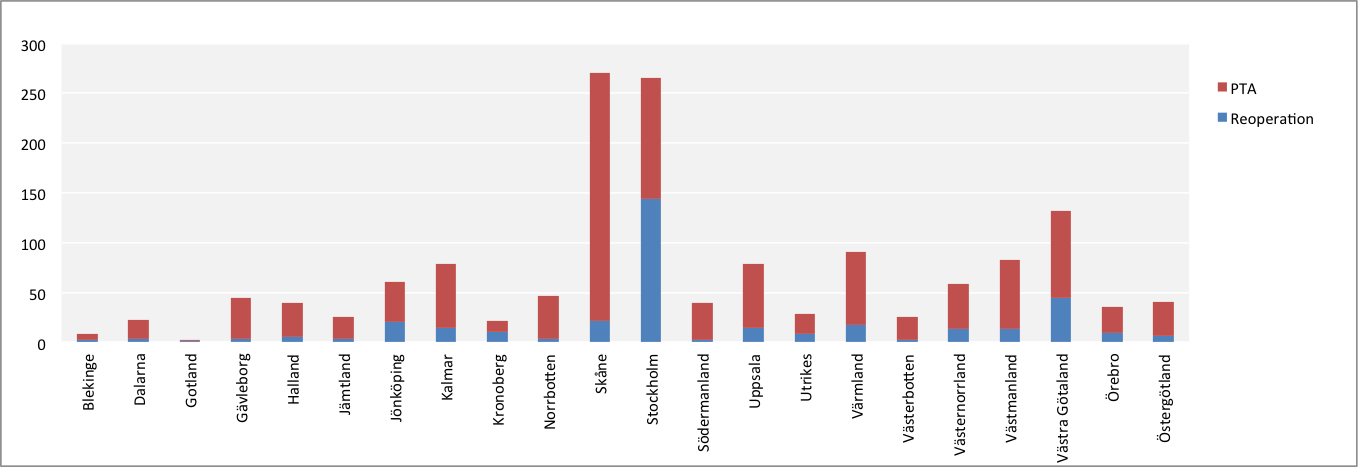 300
250
200
150
100
50
0
PTA
Reoperation
Blekinge
Dalarna
Gotland
Gävleborg
Halland
Jämtland
Jönköping
Kalmar
Kronoberg
Norrbotten
Skåne
Stockholm
Södermanland
Uppsala
Utrikes
Värmland
Västerbotten
Västernorrland
Västmanland
Västra Götaland
Örebro
Östergötland